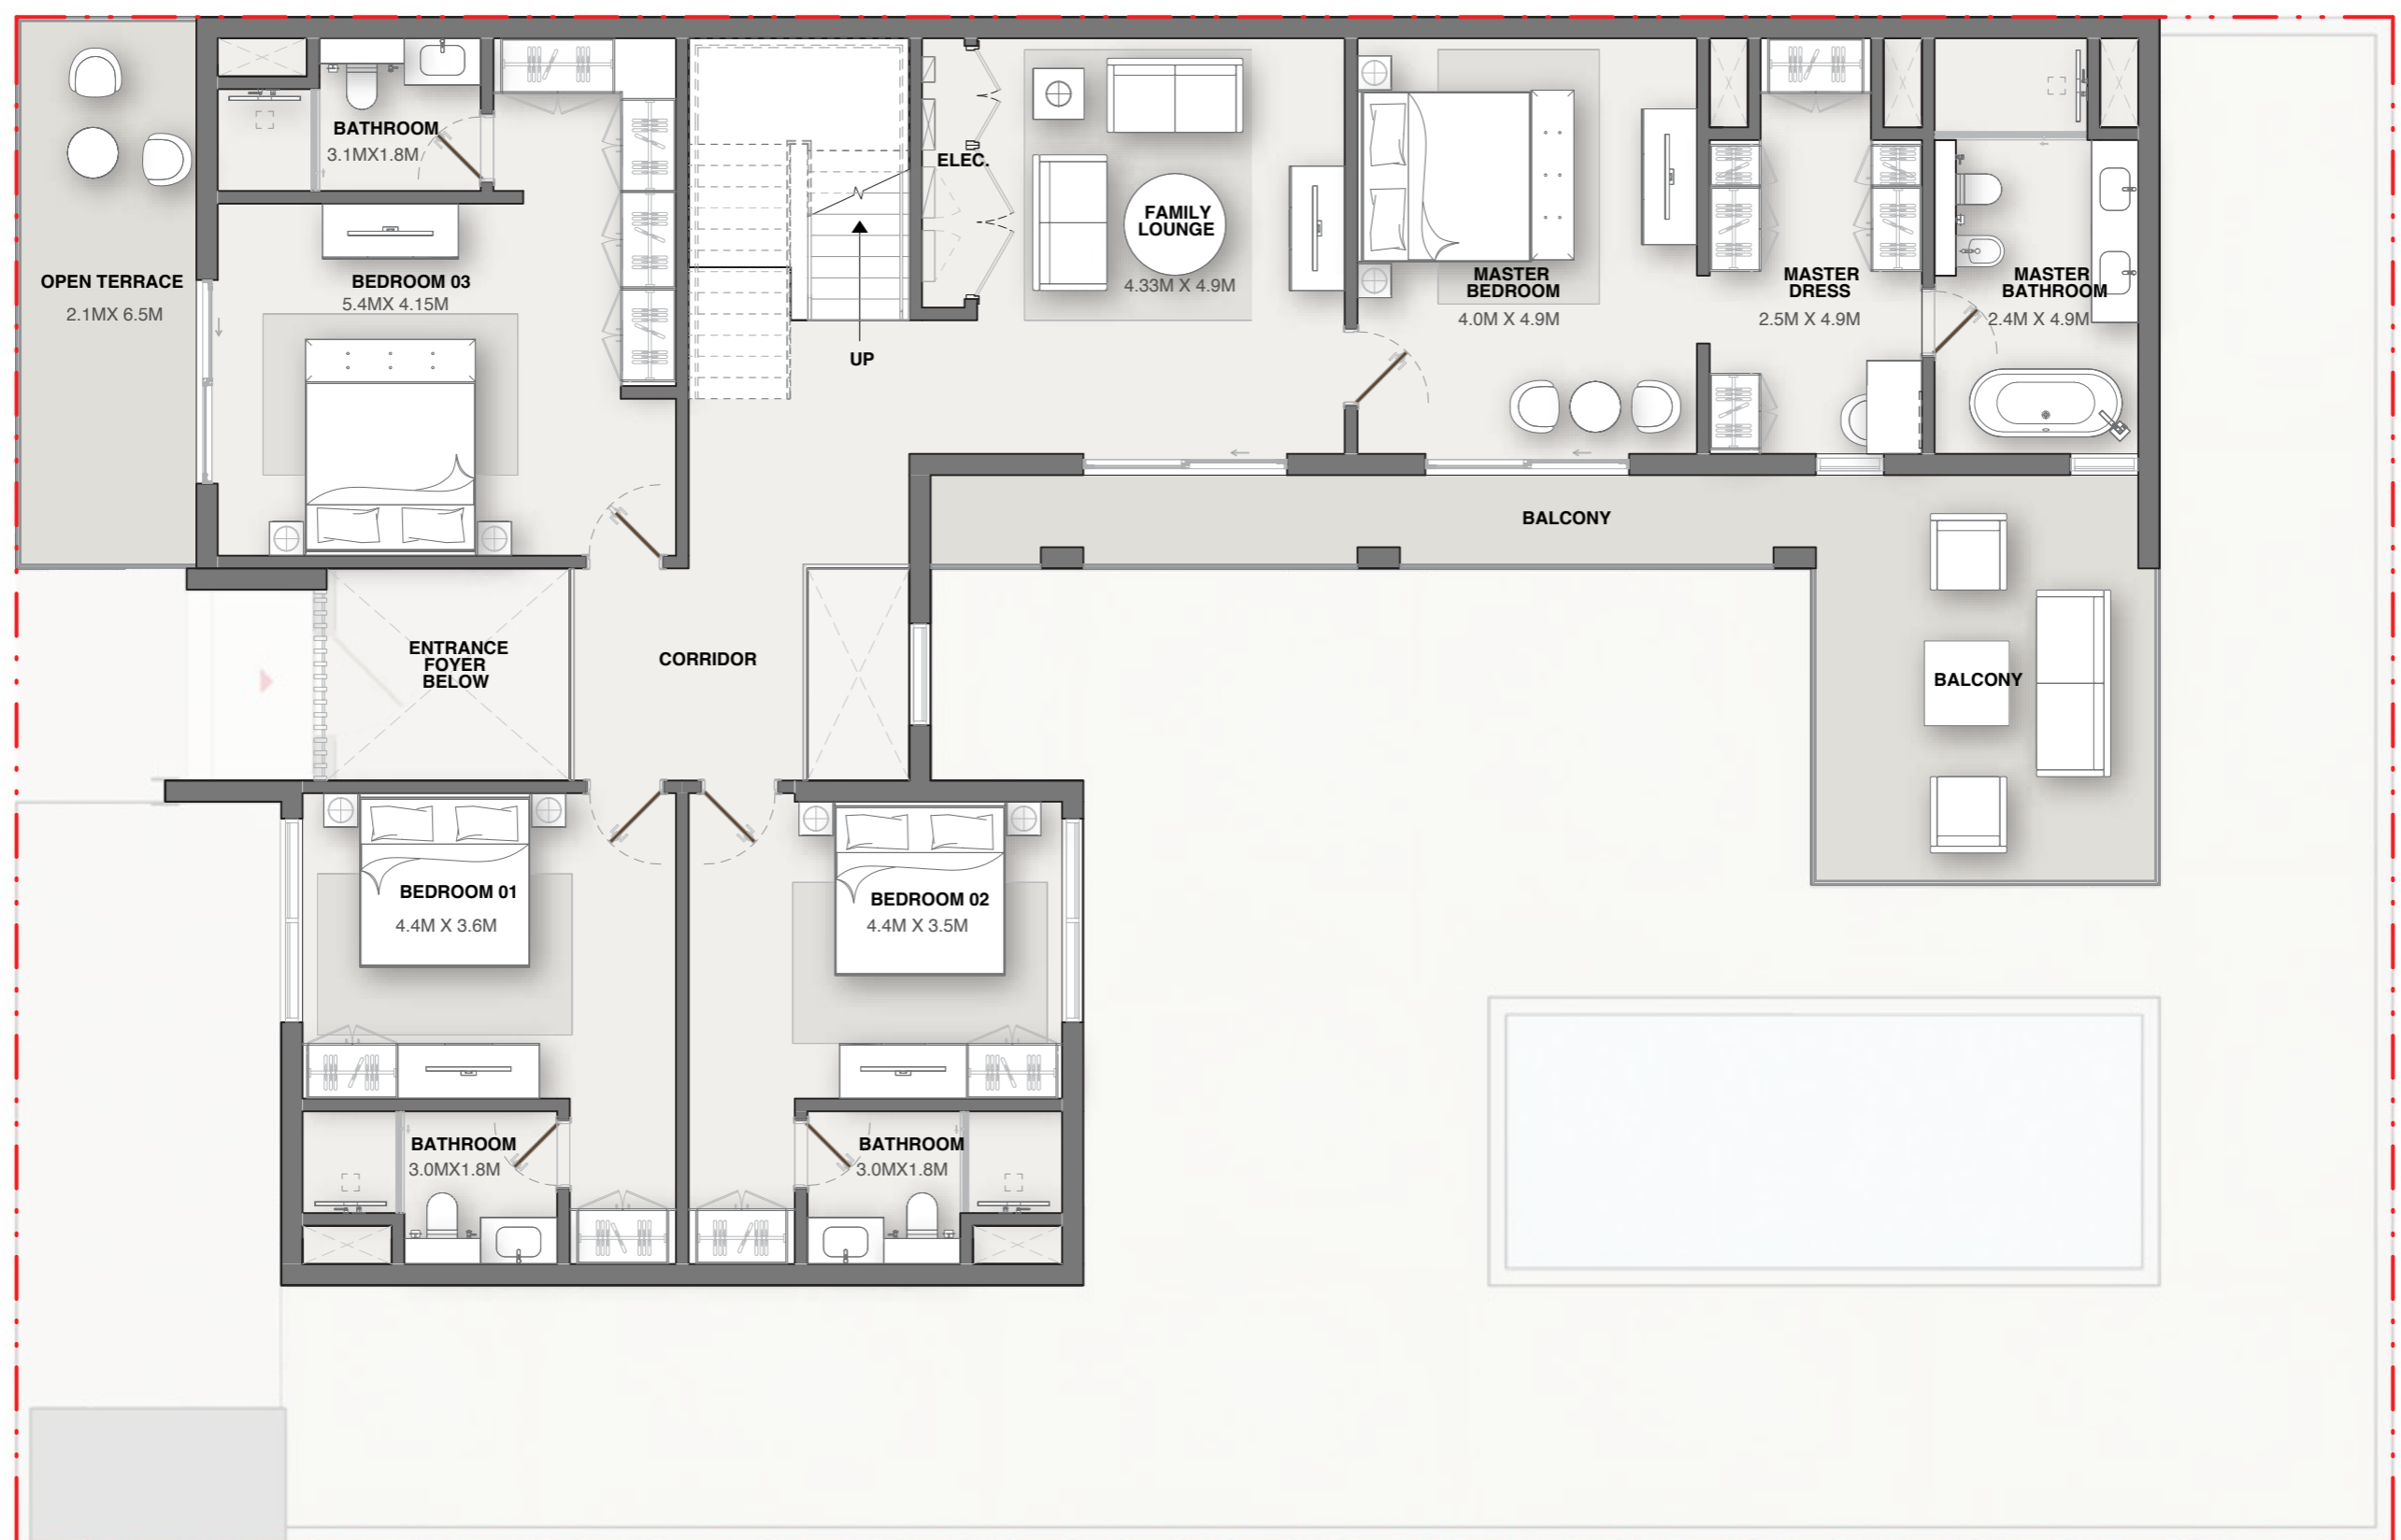 BATHROOM
3.1MX1.8M
ELEC.
FAMILY
LOUNGE
4.33M X 4.9M
OPEN TERRACE
2.1MX 6.5M
BEDROOM 03
5.4MX 4.15M
UP
MASTER
BEDROOM
4.0M X 4.9M
MASTER
DRESS
2.5M X 4.9M
MASTER
BATHROOM
2.4M X 4.9M
BALCONY
ENTRANCE
FOYER
BELOW
CORRIDOR
BALCONY
BEDROOM 01
4.4M X 3.6M
BEDROOM 02
4.4M X 3.5M
BATHROOM
3.0MX1.8M
BATHROOM
3.0MX1.8M